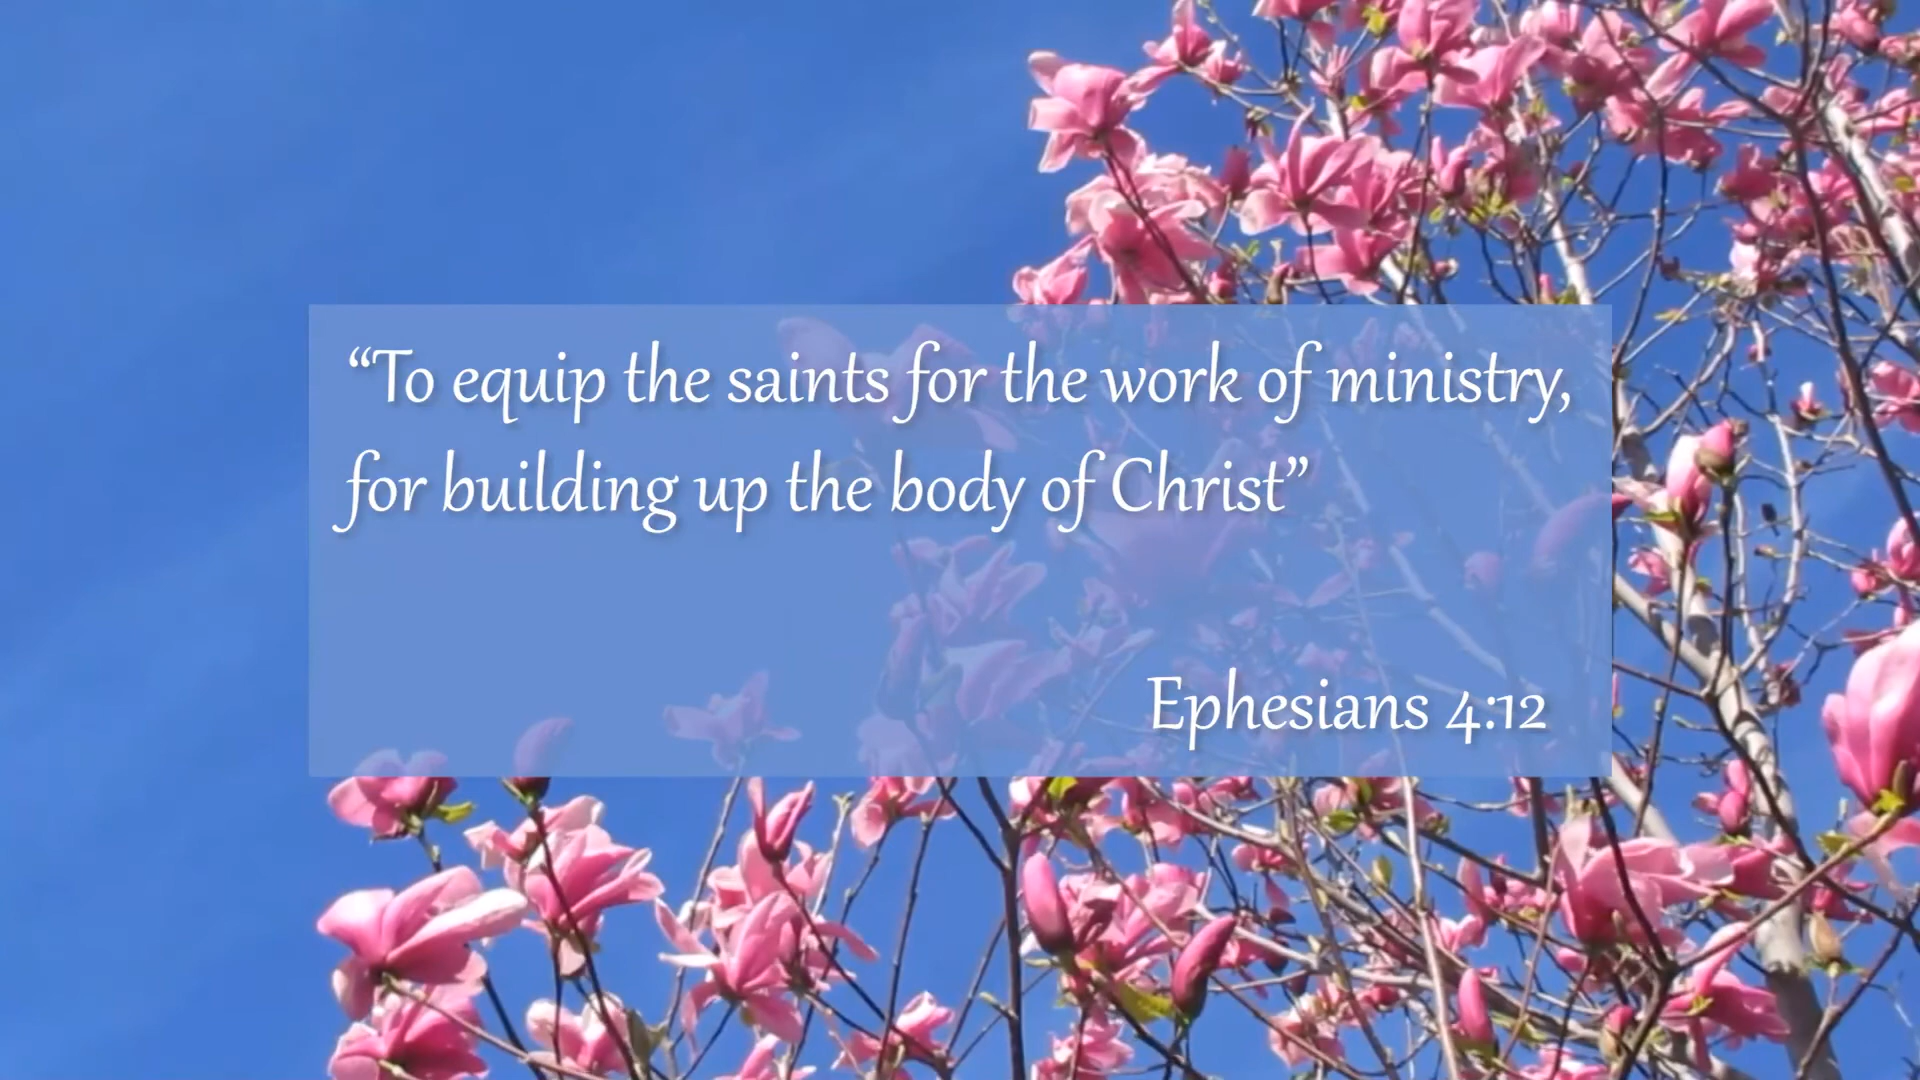 “To equip the saints for the work of ministry,
for building up the body of Christ”
Ephesians 4:12